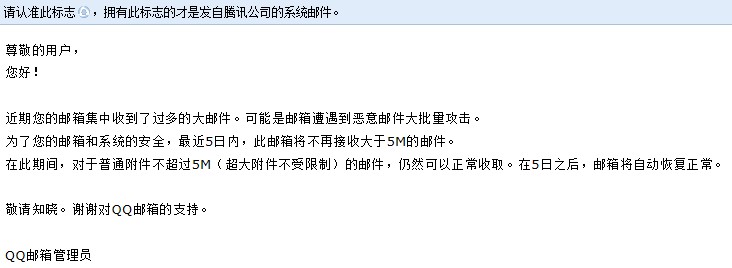 请认准此标志，拥有此标志的才是发自腾讯公司的系统邮件。
尊敬的用户，
您好！
近期您的邮箱集中收到了过多的大邮件。可能是邮箱遭遇到恶意邮件大批量攻击。
为了您的邮箱和系统的安全，最近5日内，此邮箱将不再接收大于5M的邮件。
在此期间，对于普通附件不超过5M（超大附件不受限制）的邮件，仍然可以正常收取。在5日之后，邮箱将自动恢复正常。
敬请知晓。谢谢对QQ邮箱的支持。
QQ邮箱管理员